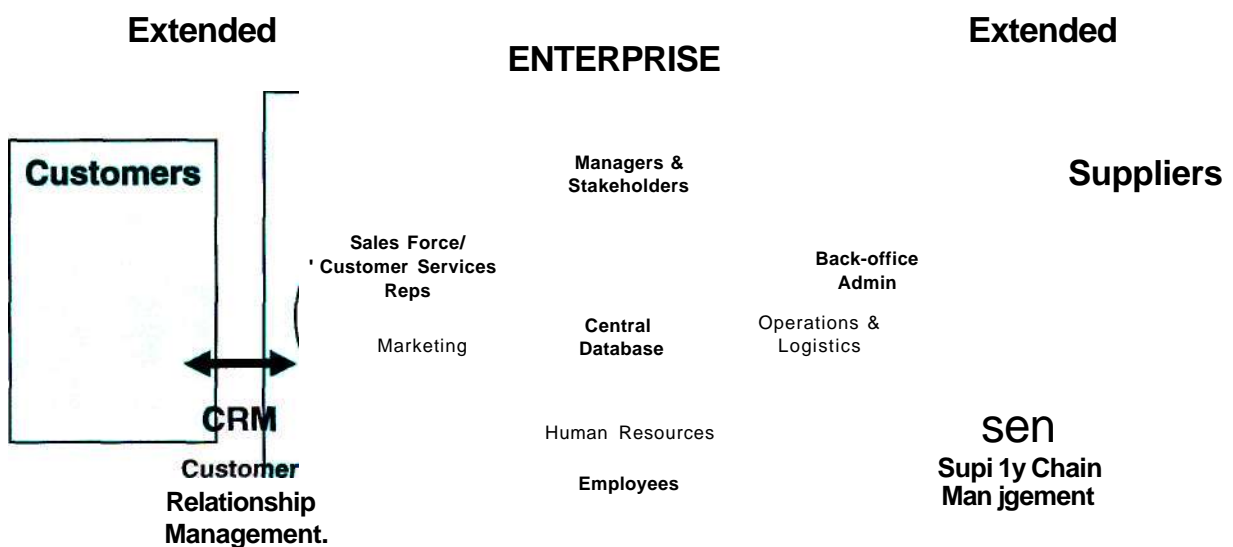 Extended
Extended
ENTERPRISE
Customers
Managers &
Stakeholders
Suppliers
Sales Force/
' Customer Services
Reps
Back-office
Admin
Marketing
Central
Database
Operations &
Logistics
CRM
Customer
Relationship
Management.
Human Resources
Employees
sen
Supi 1y Chain
Man jgement